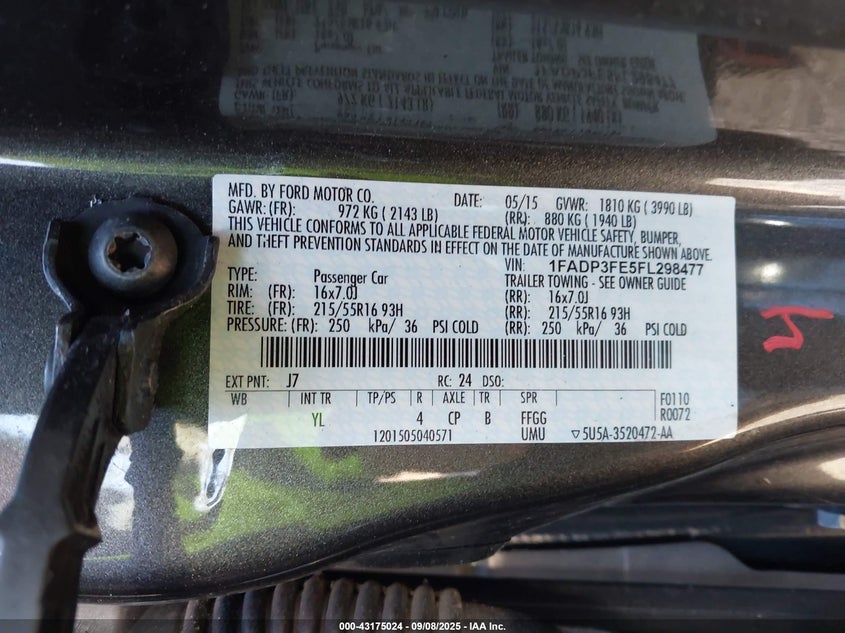 MFD. BY FORD MOTOR CO. DATE: 05/15 GVWR: 1810 KG ( 3990 LB)
GAWR: (FR): 972 KG ( 2143 LB) (RR): 880 KG ( 1940 LB)
THIS VEHICLE CONFORMS TO ALL APPLICABLE FEDERAL MOTOR VEHICLE SAFETY, BUMPER,
AND THEFT PREVENTION STANDARDS IN EFFECT ON THE DATE OF MANUFACTURE SHOWN ABOVE.
VIN: 1FADP3FE5FL298477
TYPE: Passenger Car TRAILER TOWING - SEE OWNER GUIDE
RIM: (FR): 16x7.0J (RR): 16x7.0J
TIRE: (FR): 215/55R16 93H (RR): 215/55R16 93H
PRESSURE: (FR): 250 kPa/ 36 PSI COLD (RR): 250 kPa/ 36 PSI COLD
EXT PNT: J7 RC: 24 DSO:
WB INT TR TP/PS R AXLE TR SPR F0110
YL 4 CP B FFGG R0072
1201505040571 UMU ▽5U5A-3520472-AA
000-43175024 - 09/08/2025 - IAA Inc.